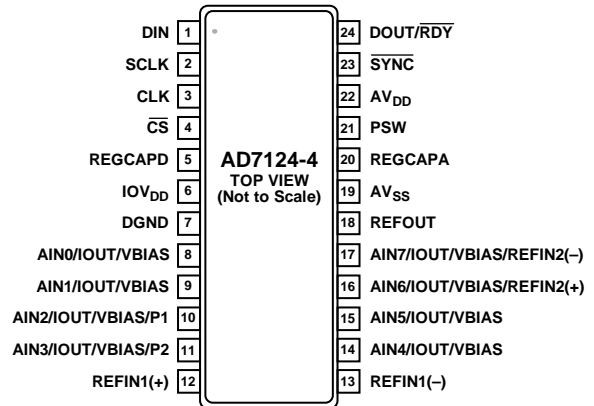 DIN 1
SCLK 2
CLK 3
CS 4
REGCAPD 5
IOVDD 6
DGND 7
AIN0/IOUT/VBIAS 8
AIN1/IOUT/VBIAS 9
AIN2/IOUT/VBIAS/P1 10
AIN3/IOUT/VBIAS/P2 11
REFIN1(+) 12
AD7124-4
TOP VIEW
(Not to Scale)
24 DOUT/RDY
23 SYNC
22 AVDD
21 PSW
20 REGCAPA
19 AVSS
18 REFOUT
17 AIN7/IOUT/VBIAS/REFIN2(–)
16 AIN6/IOUT/VBIAS/REFIN2(+)
15 AIN5/IOUT/VBIAS
14 AIN4/IOUT/VBIAS
13 REFIN1(–)